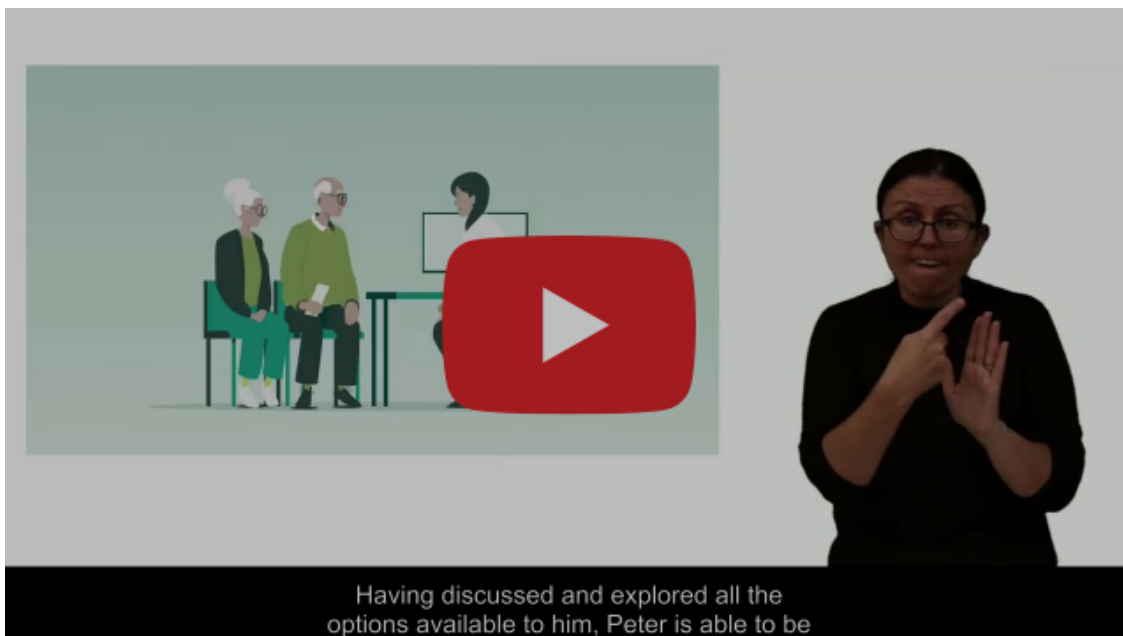 Having discussed and explored all the
options available to him, Peter is able to be